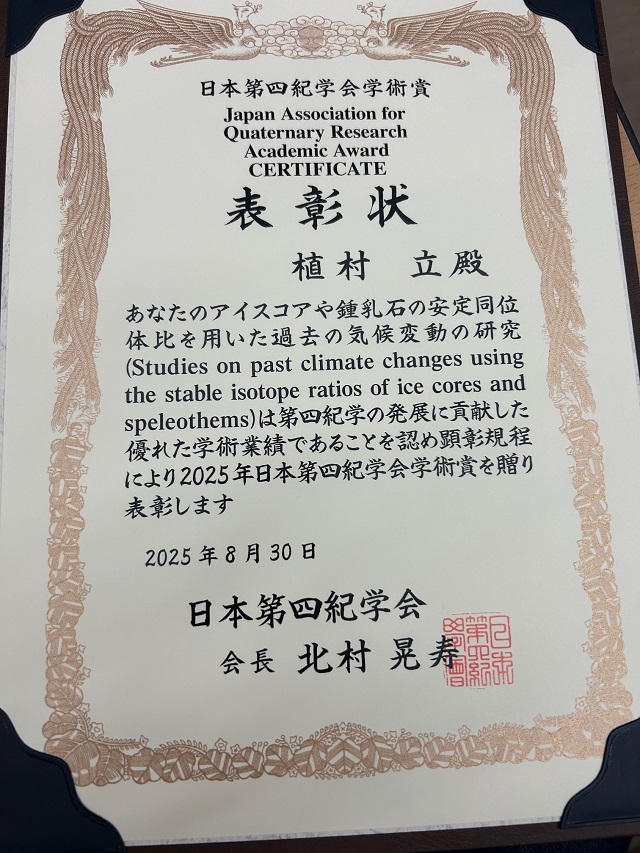 日本第四紀学会学術賞
Japan Association for
Quaternary Research
Academic Award
CERTIFICATE
表彰状
植村 立殿
あなたのアイスコアや鍾乳石の安定同位
体比を用いた過去の気候変動の研究
(Studies on past climate changes using
the stable isotope ratios of ice cores and
speleothems)は第四紀学の発展に貢献した
優れた学術業績であることを認め顕彰規程
により2025年日本第四紀学会学術賞を贈り
表彰します
2025年8月30日
日本第四紀学会
会長 北村 晃寿
日本
第四紀
學會